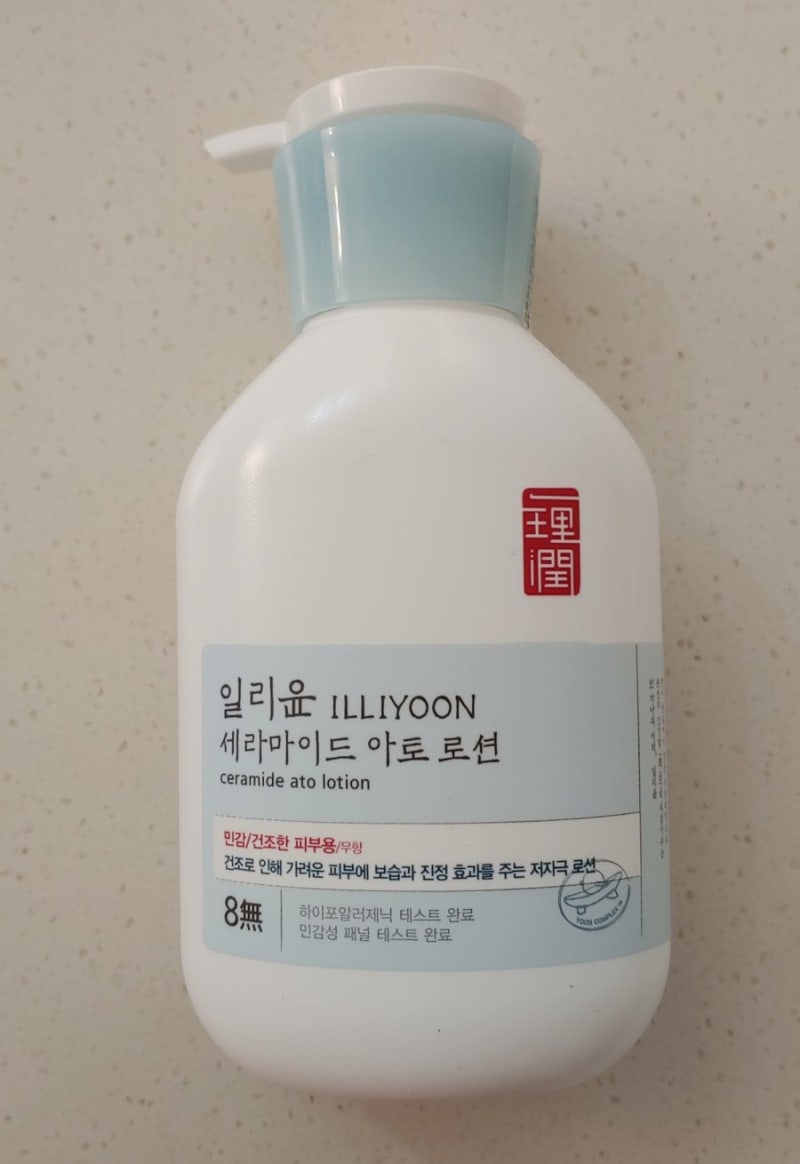 理
潤
일리윤 ILLIYOON
세라마이드 아토 로션
ceramide ato lotion
민감/건조한 피부용/무향
건조로 인해 가려운 피부에 보습과 진정 효과를 주는 저자극 로션
8無
하이포알러제닉 테스트 완료
민감성 패널 테스트 완료
YOON COMPLEX™